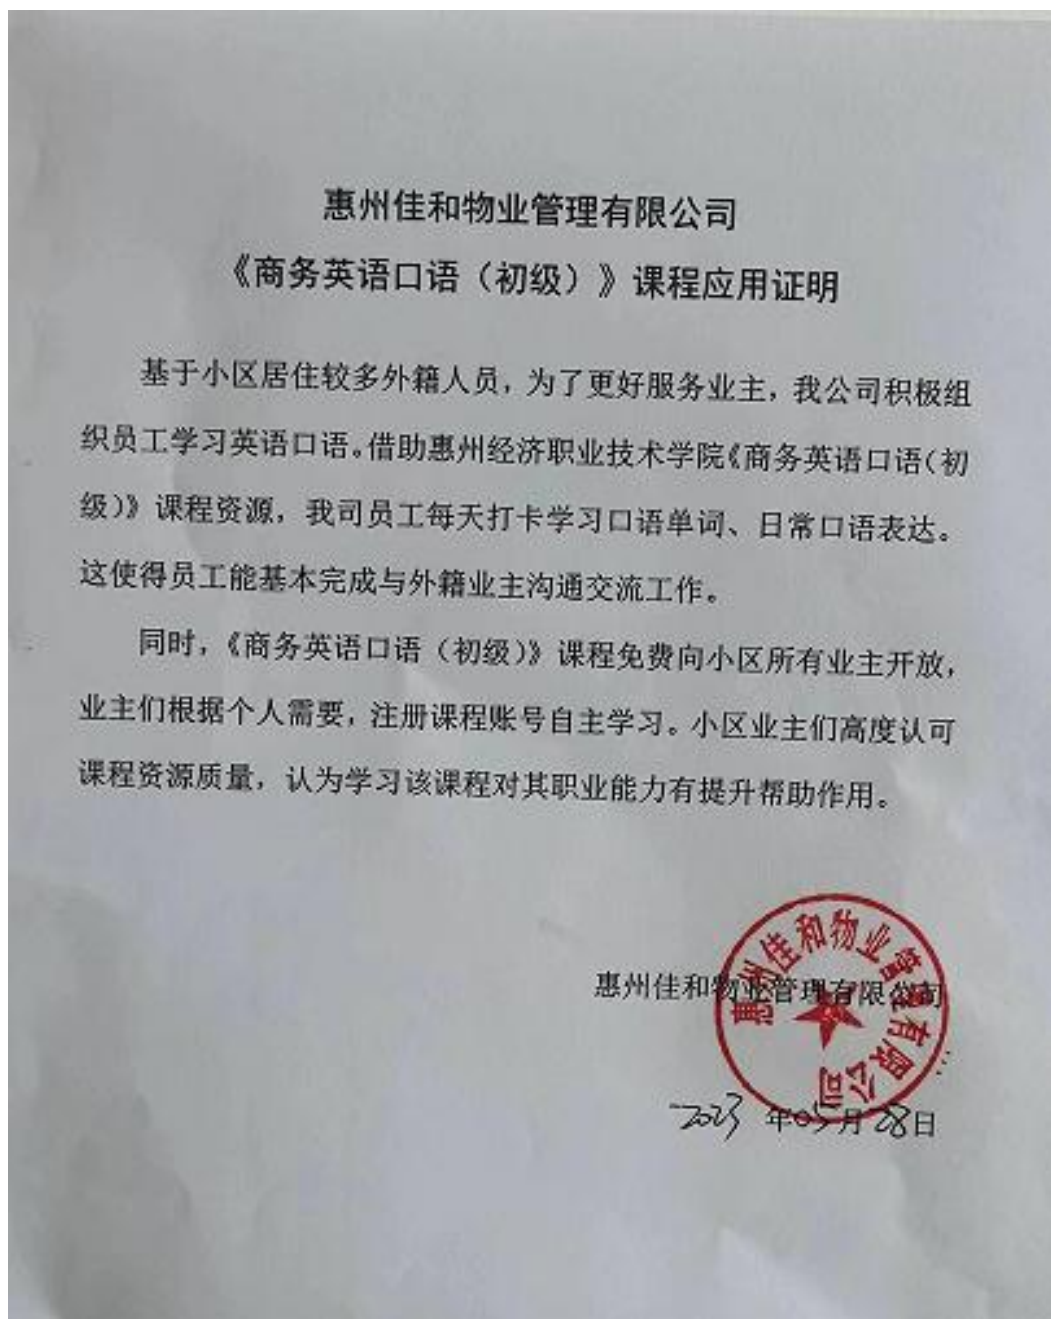 惠州佳和物业管理有限公司
《商务英语口语（初级）》课程应用证明
基于小区居住较多外籍人员，为了更好服务业主，我公司积极组
织员工学习英语口语。借助惠州经济职业技术学院《商务英语口语（初
级）》课程资源，我司员工每天打卡学习口语单词、日常口语表达。
这使得员工能基本完成与外籍业主沟通交流工作。
同时，《商务英语口语（初级）》课程免费向小区所有业主开放，
业主们根据个人需要，注册课程账号自主学习。小区业主们高度认可
课程资源质量，认为学习该课程对其职业能力有提升帮助作用。
惠州佳和物业管理有限公司
惠州佳和物业管理有限公司
2023 年05月28日